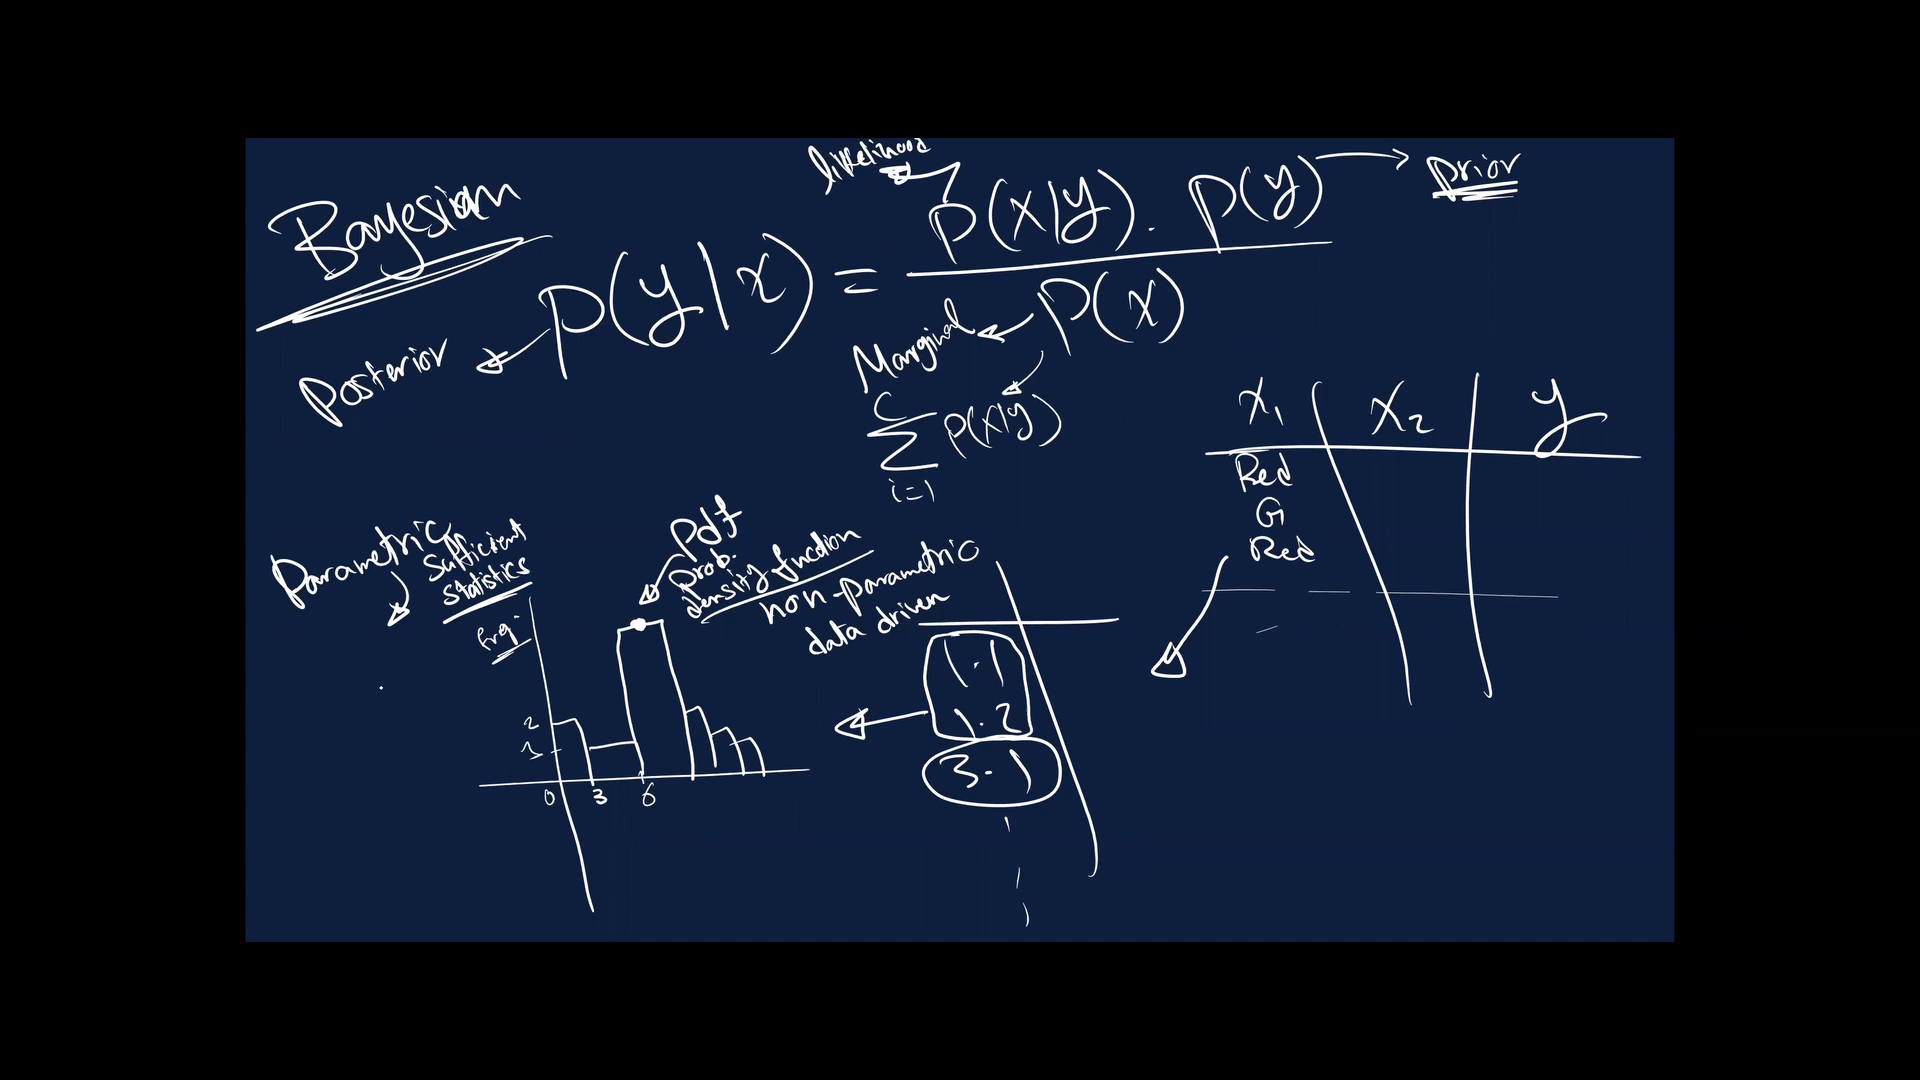 Bayesian
likelihood
P(y|x) = P(x|y) . P(y) / P(x)
prior
Posterior
Marginal
C
∑ P(x|y)
i=1
x₁ | x₂ | y
Red
G
Red
Parametric
Sufficient
statistics
Pdf
Prob.
density function
non-parametric
data driven
frq.
2
1
0 3 6
1.1
1.2
3.1